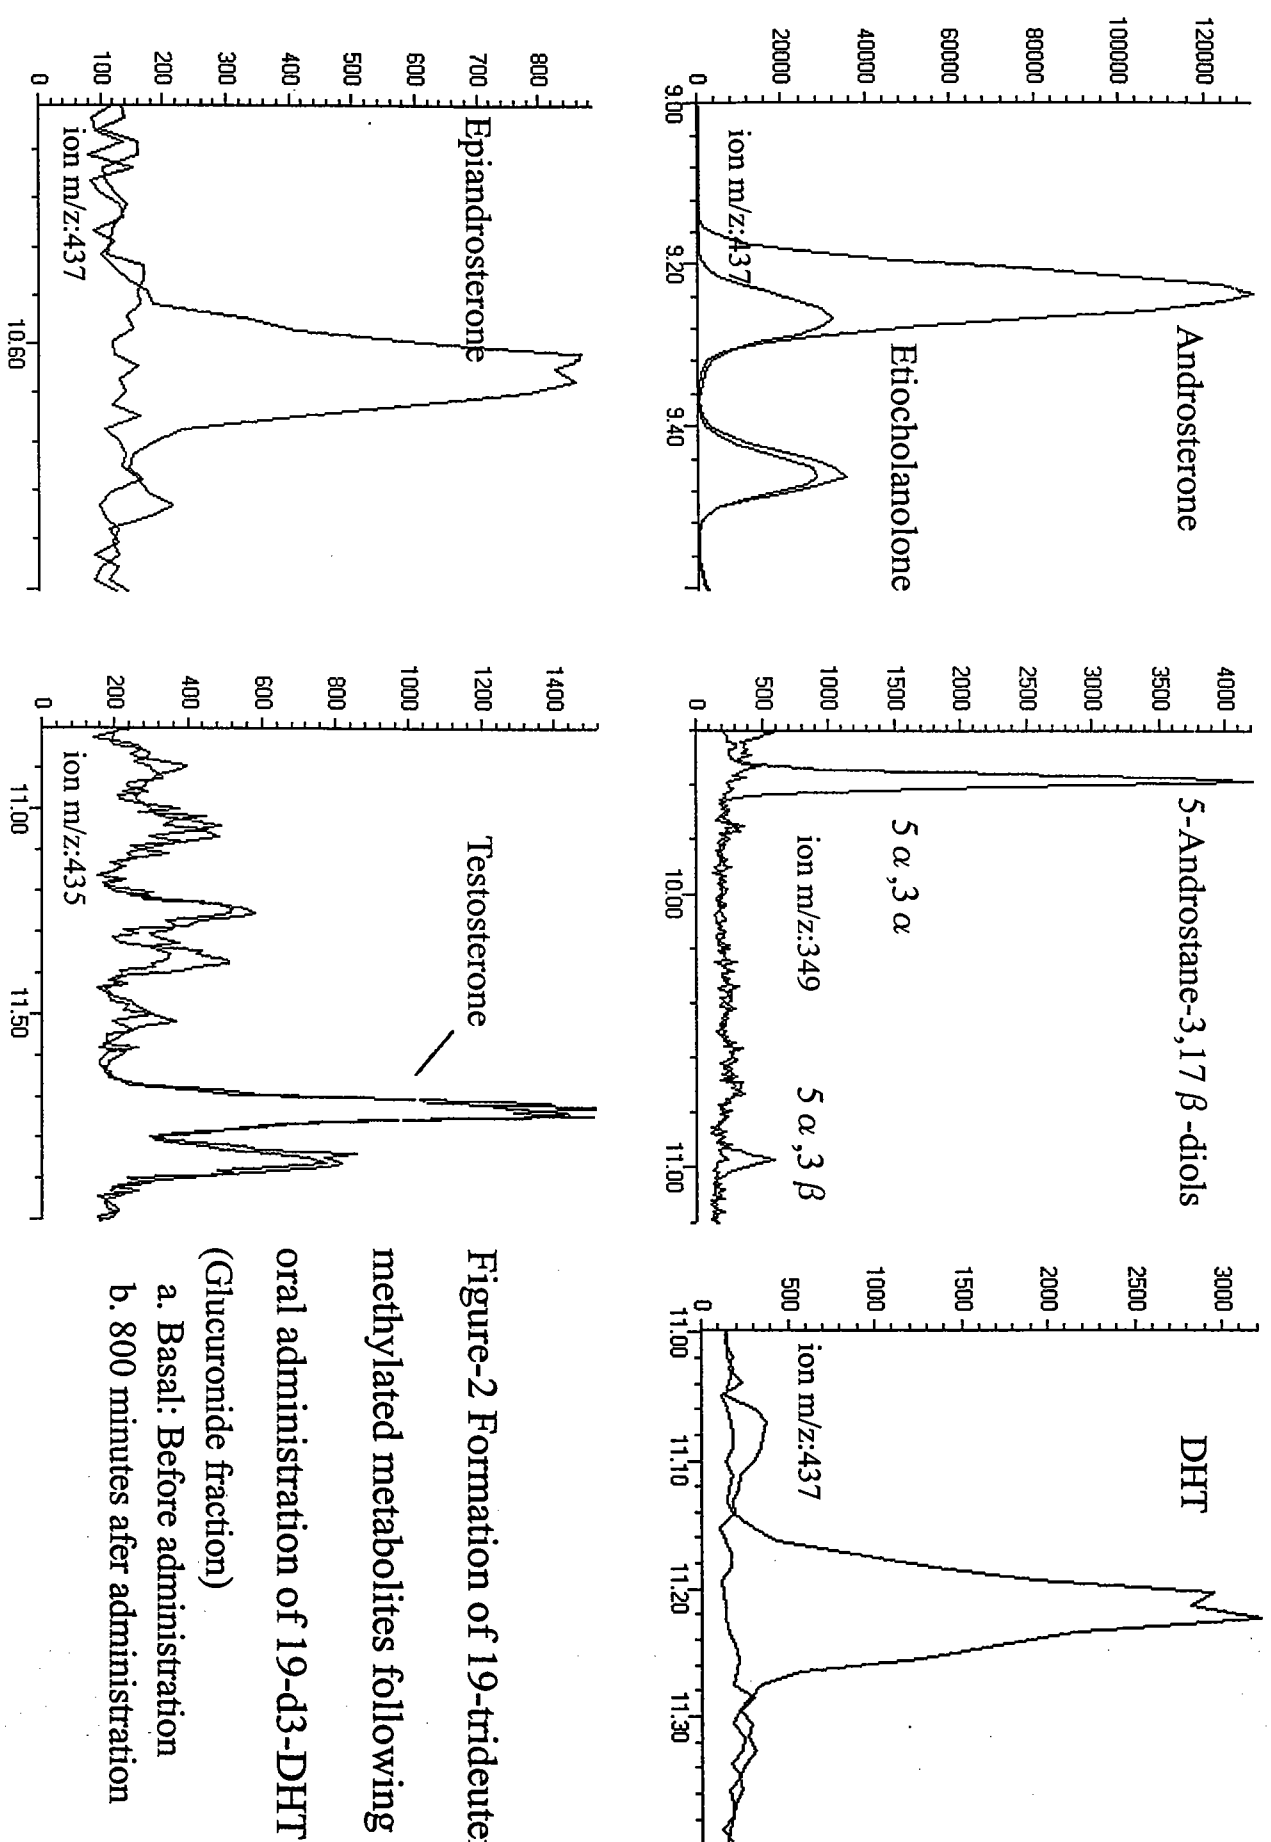 120000
100000
80000
60000
40000
20000
0
Androsterone
Etiocholanolone
ion m/z:437
9.00
9.20
9.40
4000
3500
3000
2500
2000
1500
1000
500
0
5-Androstane-3,17 β -diols
5 α ,3 α
ion m/z:349
5 α ,3 β
10.00
11.00
3000
2500
2000
1500
1000
500
0
DHT
ion m/z:437
11.00
11.10
11.20
11.30
800
700
600
500
400
300
200
100
0
Epiandrosterone
ion m/z:437
10.60
1400
1200
1000
800
600
400
200
0
Testosterone
ion m/z:435
11.00
11.50
Figure-2 Formation of 19-trideute
methylated metabolites following
oral administration of 19-d3-DHT
(Glucuronide fraction)
a. Basal: Before administration
b. 800 minutes afer administration